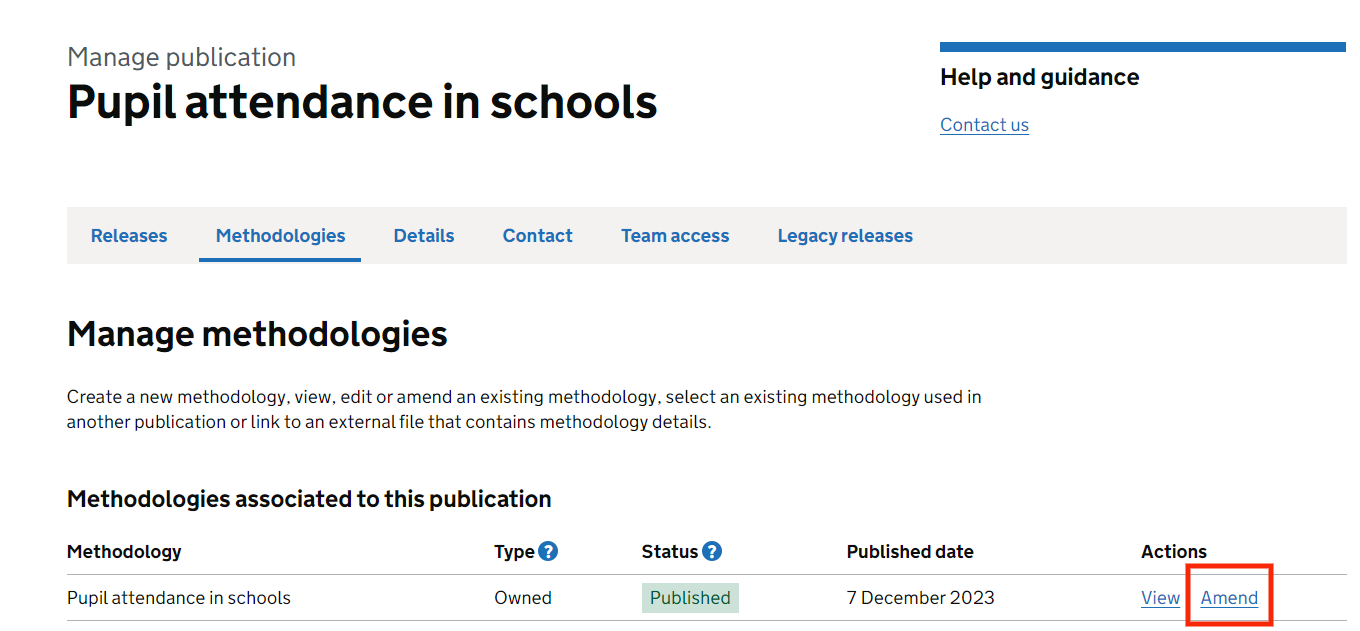 Manage publication
Pupil attendance in schools
Help and guidance
Contact us
Releases Methodologies Details Contact Team access Legacy releases
Manage methodologies
Create a new methodology, view, edit or amend an existing methodology, select an existing methodology used in
another publication or link to an external file that contains methodology details.
Methodologies associated to this publication
Methodology Type ? Status ? Published date Actions
Pupil attendance in schools Owned Published 7 December 2023 View Amend